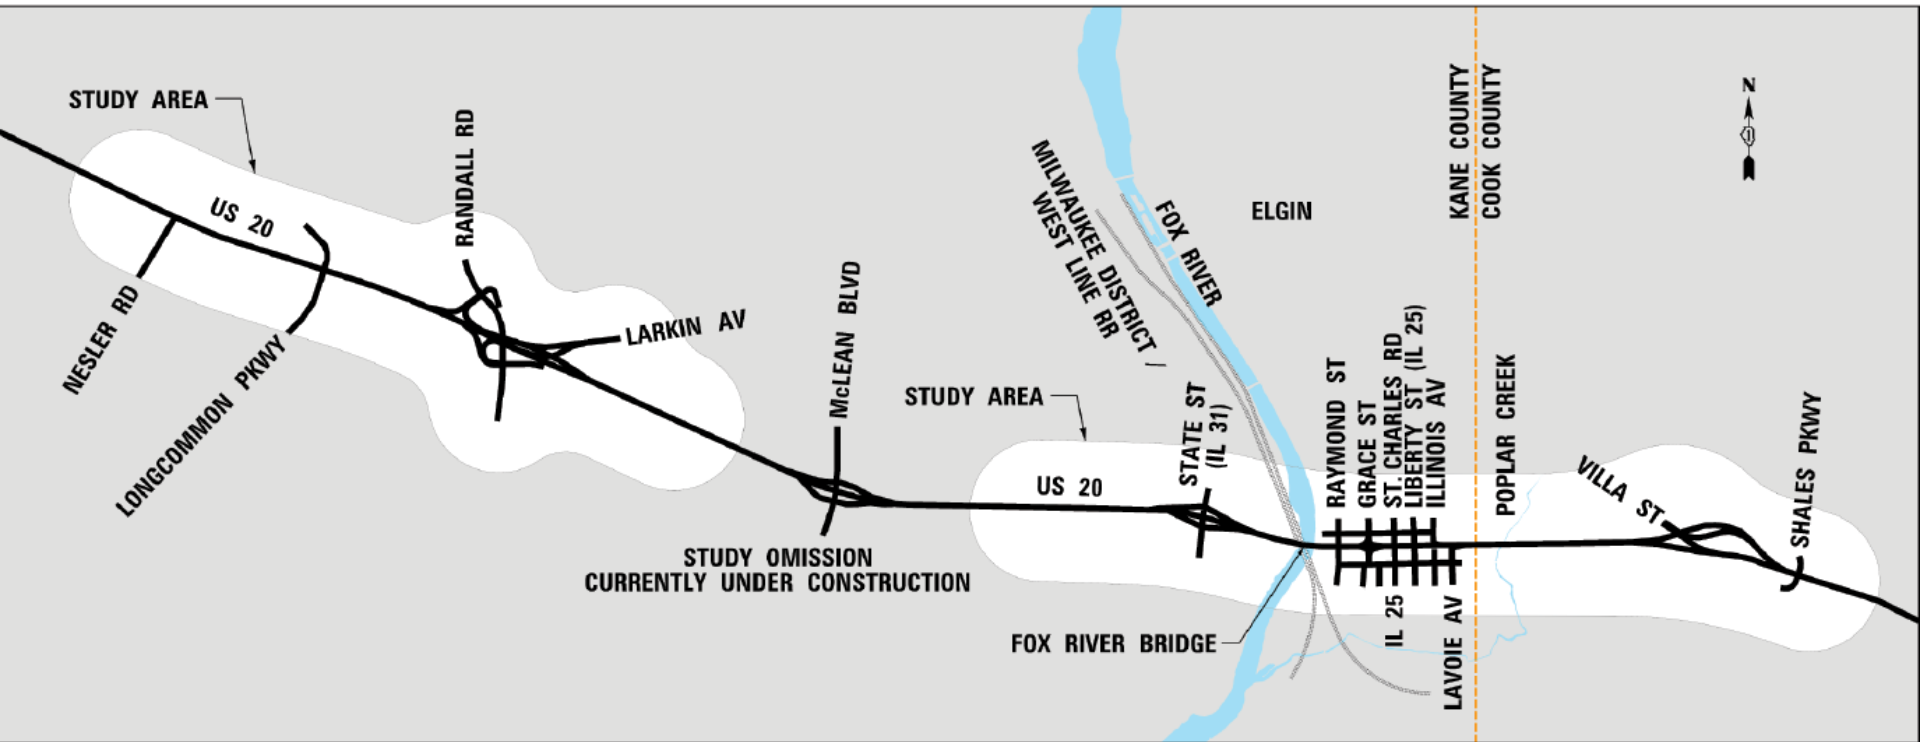 STUDY AREA
US 20
RANDALL RD
NESLER RD
LONGCOMMON PKWY
LARKIN AV
McLEAN BLVD
STUDY OMISSION
CURRENTLY UNDER CONSTRUCTION
MILWAUKEE DISTRICT
WEST LINE RR
FOX RIVER
ELGIN
KANE COUNTY
COOK COUNTY
N
STUDY AREA
US 20
STATE ST
(IL 31)
RAYMOND ST
GRACE ST
ST. CHARLES RD
LIBERTY ST (IL 25)
ILLINOIS AV
POPLAR CREEK
VILLA ST
SHALES PKWY
FOX RIVER BRIDGE
IL 25
LAVOIE AV